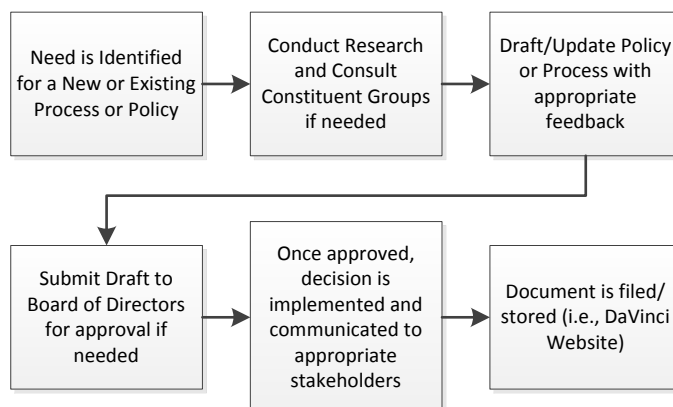 Need is Identified
for a New or Existing
Process or Policy
Conduct Research
and Consult
Constituent Groups
if needed
Draft/Update Policy
or Process with
appropriate
feedback
Submit Draft to
Board of Directors
for approval if
needed
Once approved,
decision is
implemented and
communicated to
appropriate
stakeholders
Document is filed/
stored (i.e., DaVinci
Website)